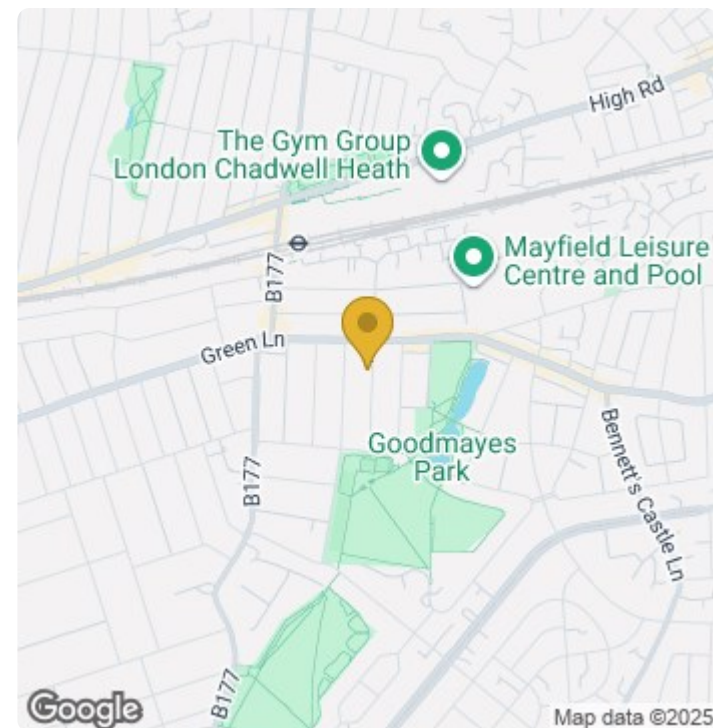 High Rd
The Gym Group
London Chadwell Heath
Mayfield Leisure
Centre and Pool
B177
Green Ln
Goodmayes
Park
Bennett's Castle Ln
B177
B177
Google
Map data ©2025